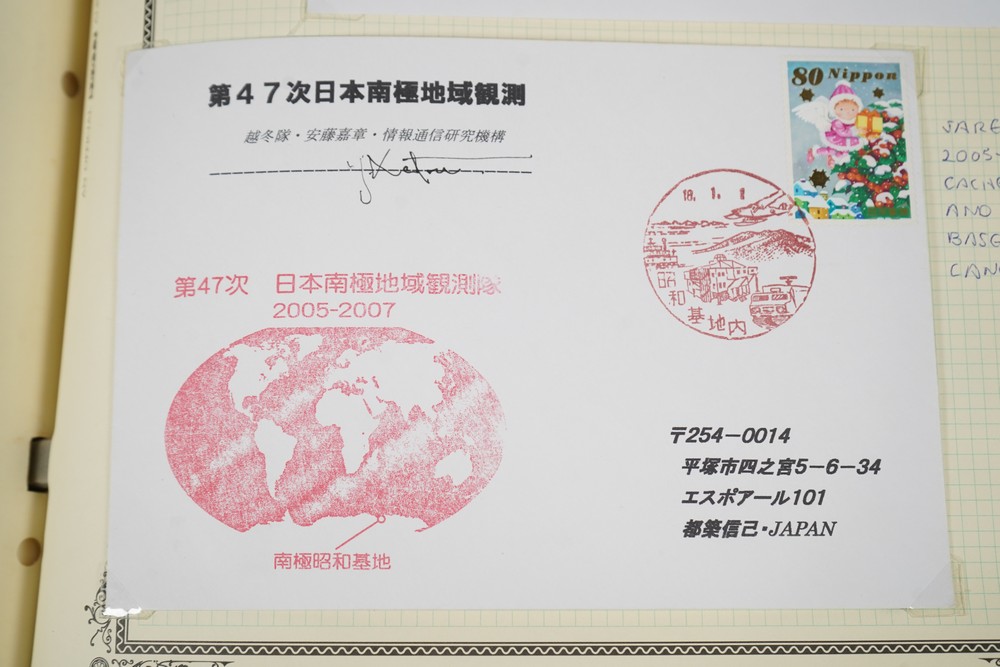 第47次日本南極地域観測
越冬隊・安藤嘉章・情報通信研究機構
80 Nippon
18. 1. 1
昭和基地内
第47次 日本南極地域観測隊
2005-2007
南極昭和基地
〒254-0014
平塚市四之宮5-6-34
エスポアール101
都築信己・JAPAN
2005-
AND
BASE